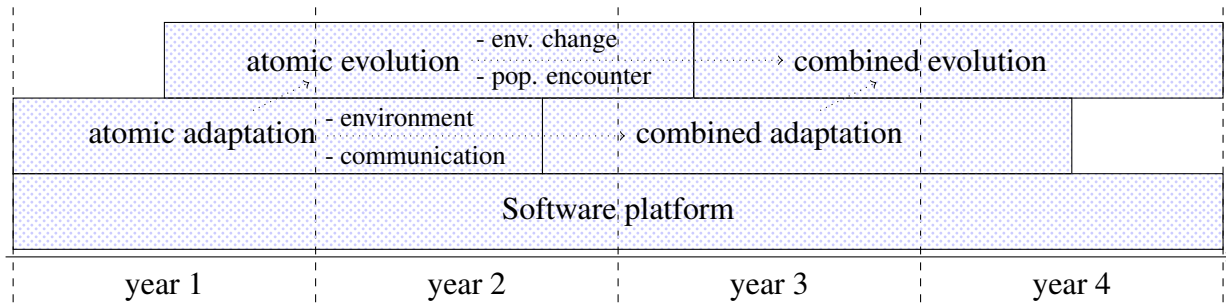 - env. change
atomic evolution
combined evolution
- pop. encounter
- environment
atomic adaptation
combined adaptation
- communication
Software platform
year 1
year 2
year 3
year 4